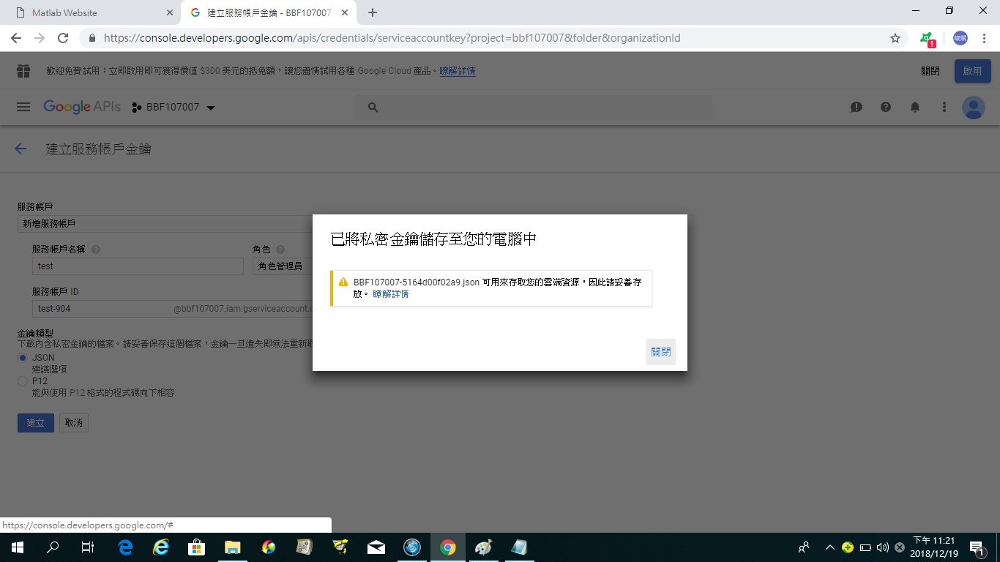 Matlab Website
建立服務帳戶金鑰 - BBF107007
https://console.developers.google.com/apis/credentials/serviceaccountkey?project=bbf107007&folder&organizationId
1
峻賦
歡迎免費試用：立即啟用即可獲得價值 $300 美元的抵免額，讓您盡情試用各種 Google Cloud 產品。瞭解詳情
關閉
啟用
Google APIs
BBF107007
建立服務帳戶金鑰
服務帳戶
新增服務帳戶
服務帳戶名稱
角色
test
角色管理員
服務帳戶 ID
test-904
@bbf107007.iam.gserviceaccount.c
金鑰類型
下載內含私密金鑰的檔案。請妥善保存這個檔案，金鑰一旦遺失即無法重新取
JSON
建議選項
P12
能與使用 P12 格式的程式碼向下相容
建立
取消
已將私密金鑰儲存至您的電腦中
BBF107007-5164d00f02a9.json 可用來存取您的雲端資源，因此請妥善存
放。 瞭解詳情
關閉
https://console.developers.google.com/#
下午 11:21
2018/12/19
1